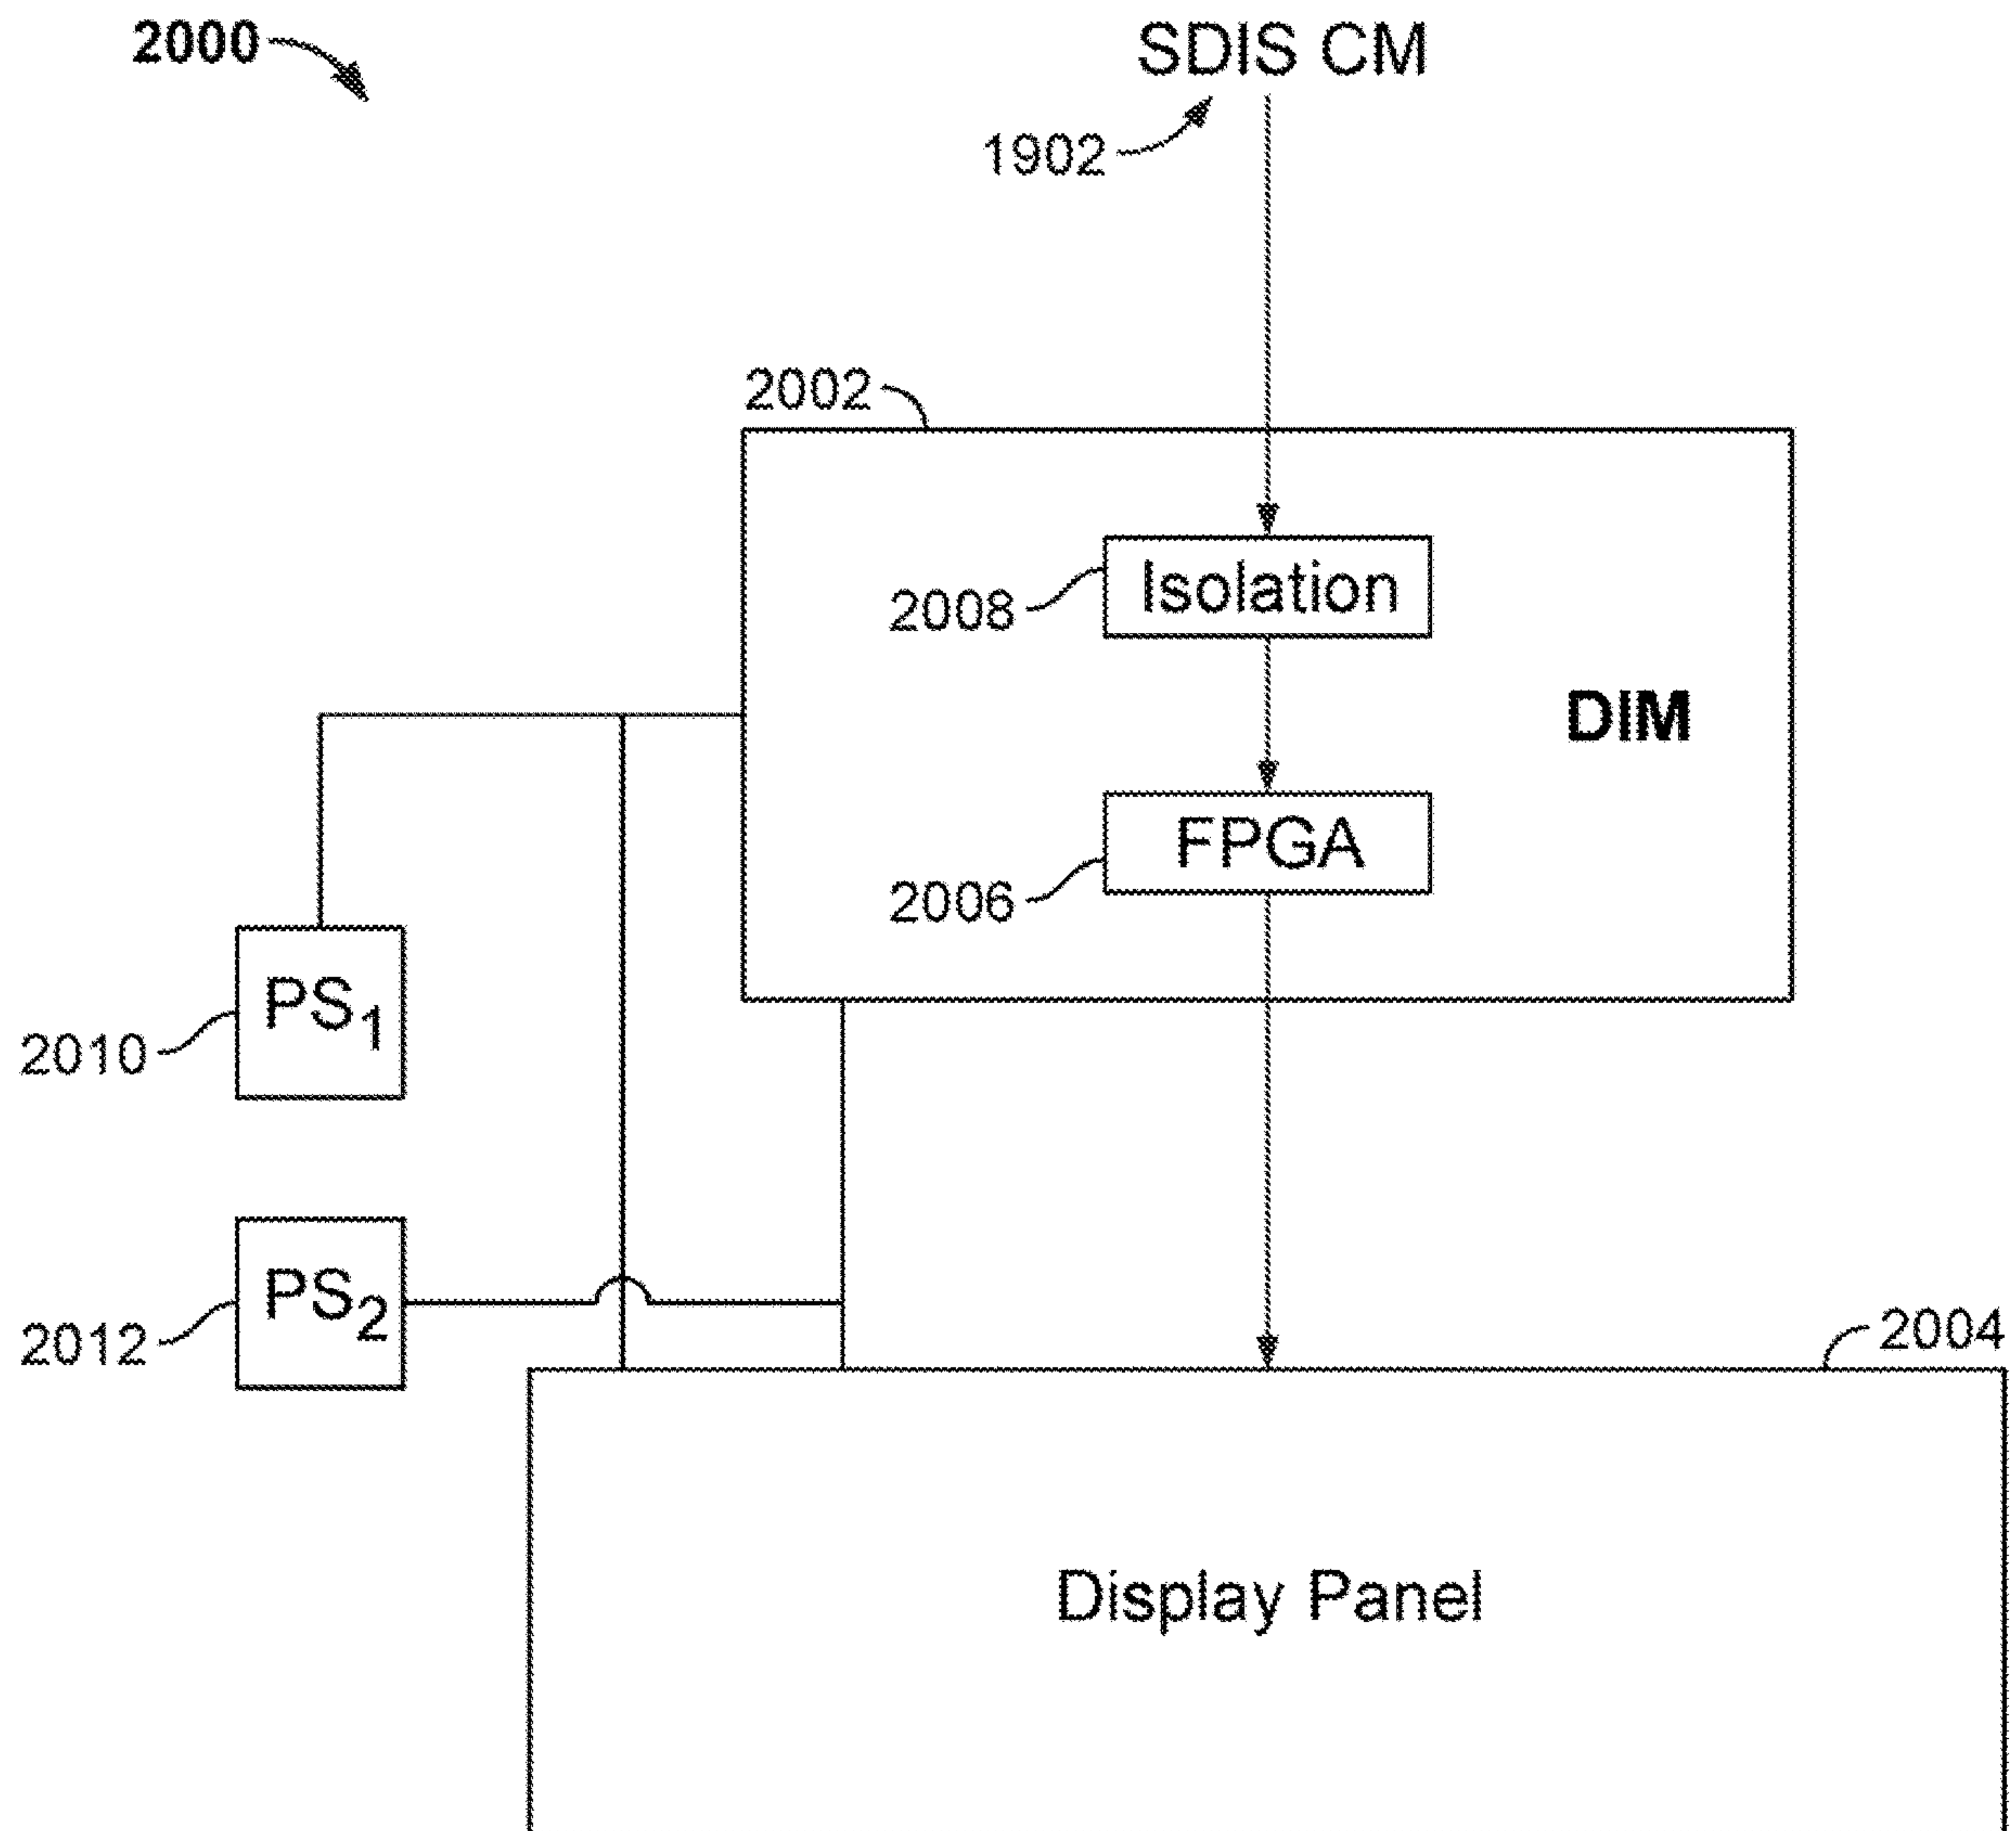 2000
SDIS CM
1902
2002
Isolation
2008
DIM
FPGA
2006
PS1
2010
PS2
2012
2004
Display Panel